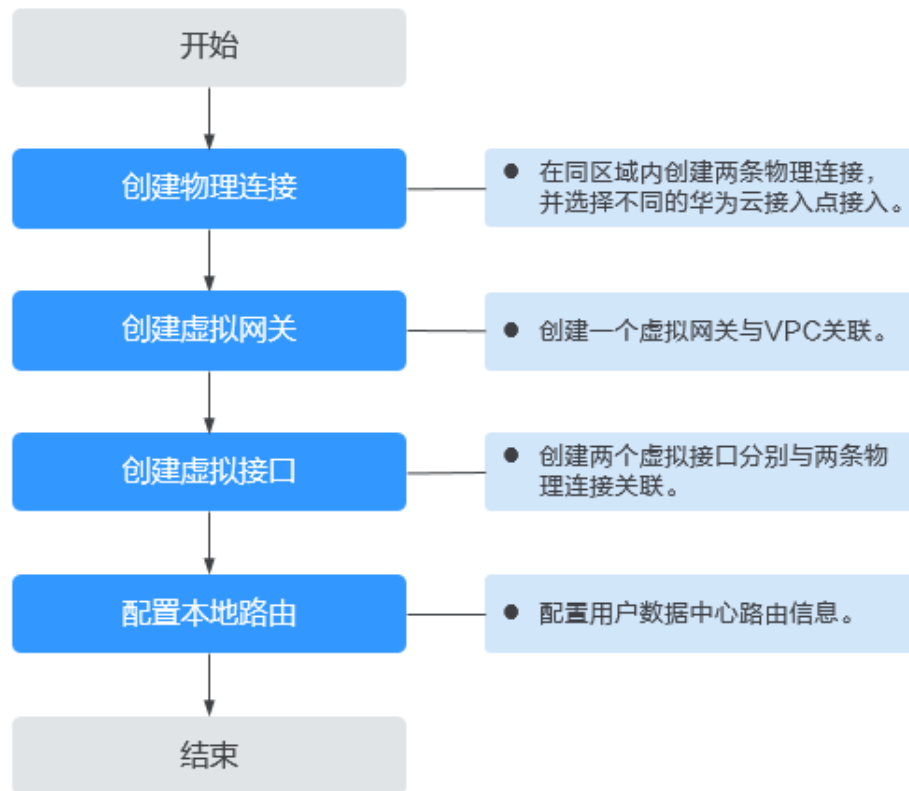 开始
创建物理连接
● 在同区域内创建两条物理连接，
并选择不同的华为云接入点接入。
创建虚拟网关
● 创建一个虚拟网关与VPC关联。
创建虚拟接口
● 创建两个虚拟接口分别与两条物
理连接关联。
配置本地路由
● 配置用户数据中心路由信息。
结束